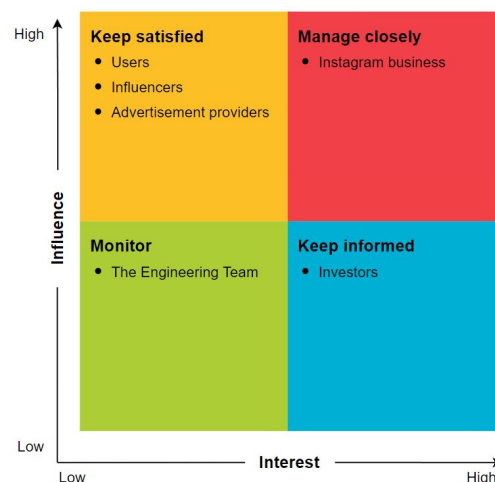 High
Keep satisfied
• Users
• Influencers
• Advertisement providers
Manage closely
• Instagram business
Influence
Monitor
• The Engineering Team
Keep informed
• Investors
Low
Low
Interest
High